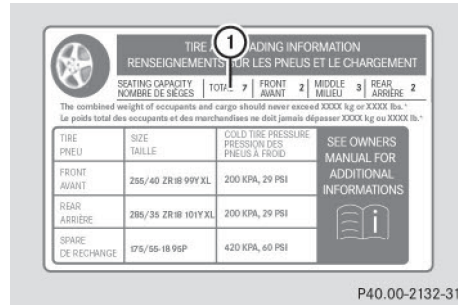 1
TIRE AND LOADING INFORMATION
RENSEIGNEMENTS SUR LES PNEUS ET LE CHARGEMENT
SEATING CAPACITY TOTAL 7 FRONT 2 MIDDLE 3 REAR 2
NOMBRE DE SIÉGES AVANT MILIEU ARRIÈRE
The combined weight of occupants and cargo should never exceed XXXX kg or XXXX lbs.*
Le poids total des occupants et des marchandises ne doit jamais dépasser XXXX kg ou XXXX lb.*
TIRE SIZE COLD TIRE PRESSURE
PNEU TAILLE PRESSION DES
PNEUS À FROID
SEE OWNERS
MANUAL FOR
ADDITIONAL
INFORMATIONS
FRONT
AVANT 255/40 ZR18 99Y XL 200 KPA, 29 PSI
REAR
ARRIÈRE 285/35 ZR18 101Y XL 200 KPA, 29 PSI
SPARE
DE RECHANGE 175/55-18 95P 420 KPA, 60 PSI
i
P40.00-2132-31